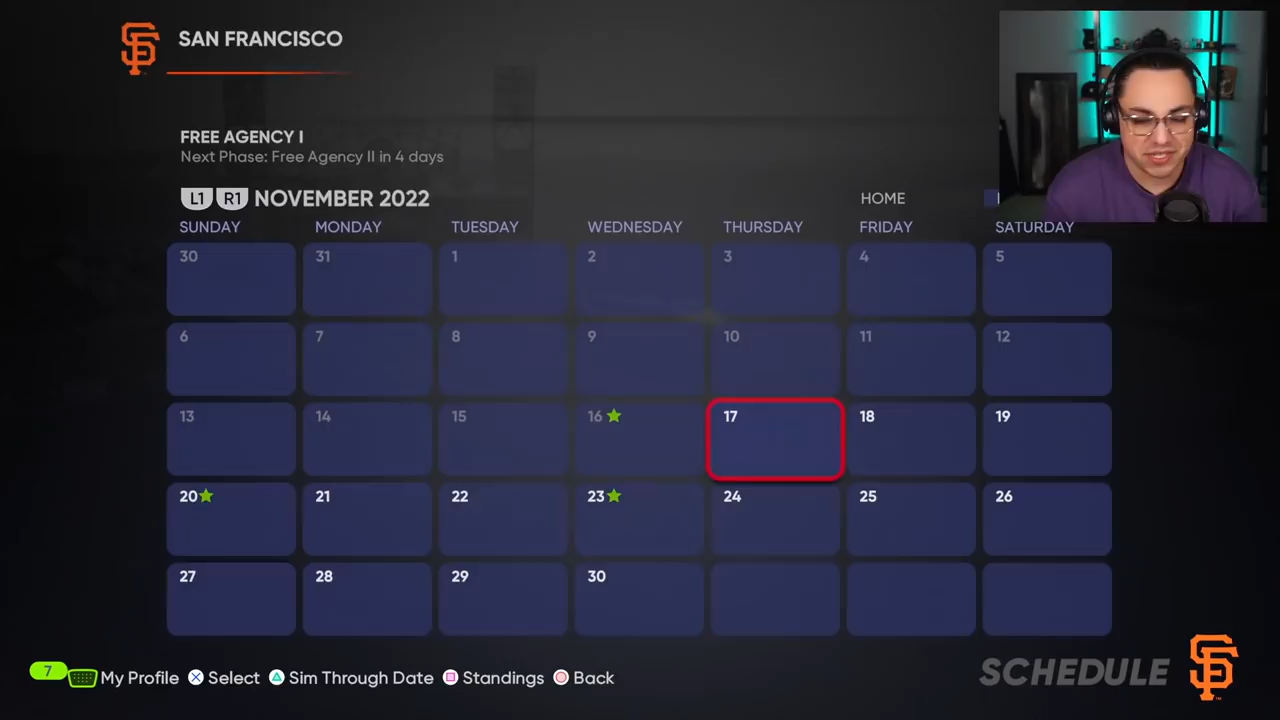 SF SAN FRANCISCO
FREE AGENCY I
Next Phase: Free Agency II in 4 days
L1 R1 NOVEMBER 2022
HOME
SUNDAY MONDAY TUESDAY WEDNESDAY THURSDAY FRIDAY SATURDAY
30 31 1 2 3 4 5
6 7 8 9 10 11 12
13 14 15 16 17 18 19
20 21 22 23 24 25 26
27 28 29 30
7 My Profile Select Sim Through Date Standings Back
SCHEDULE SF